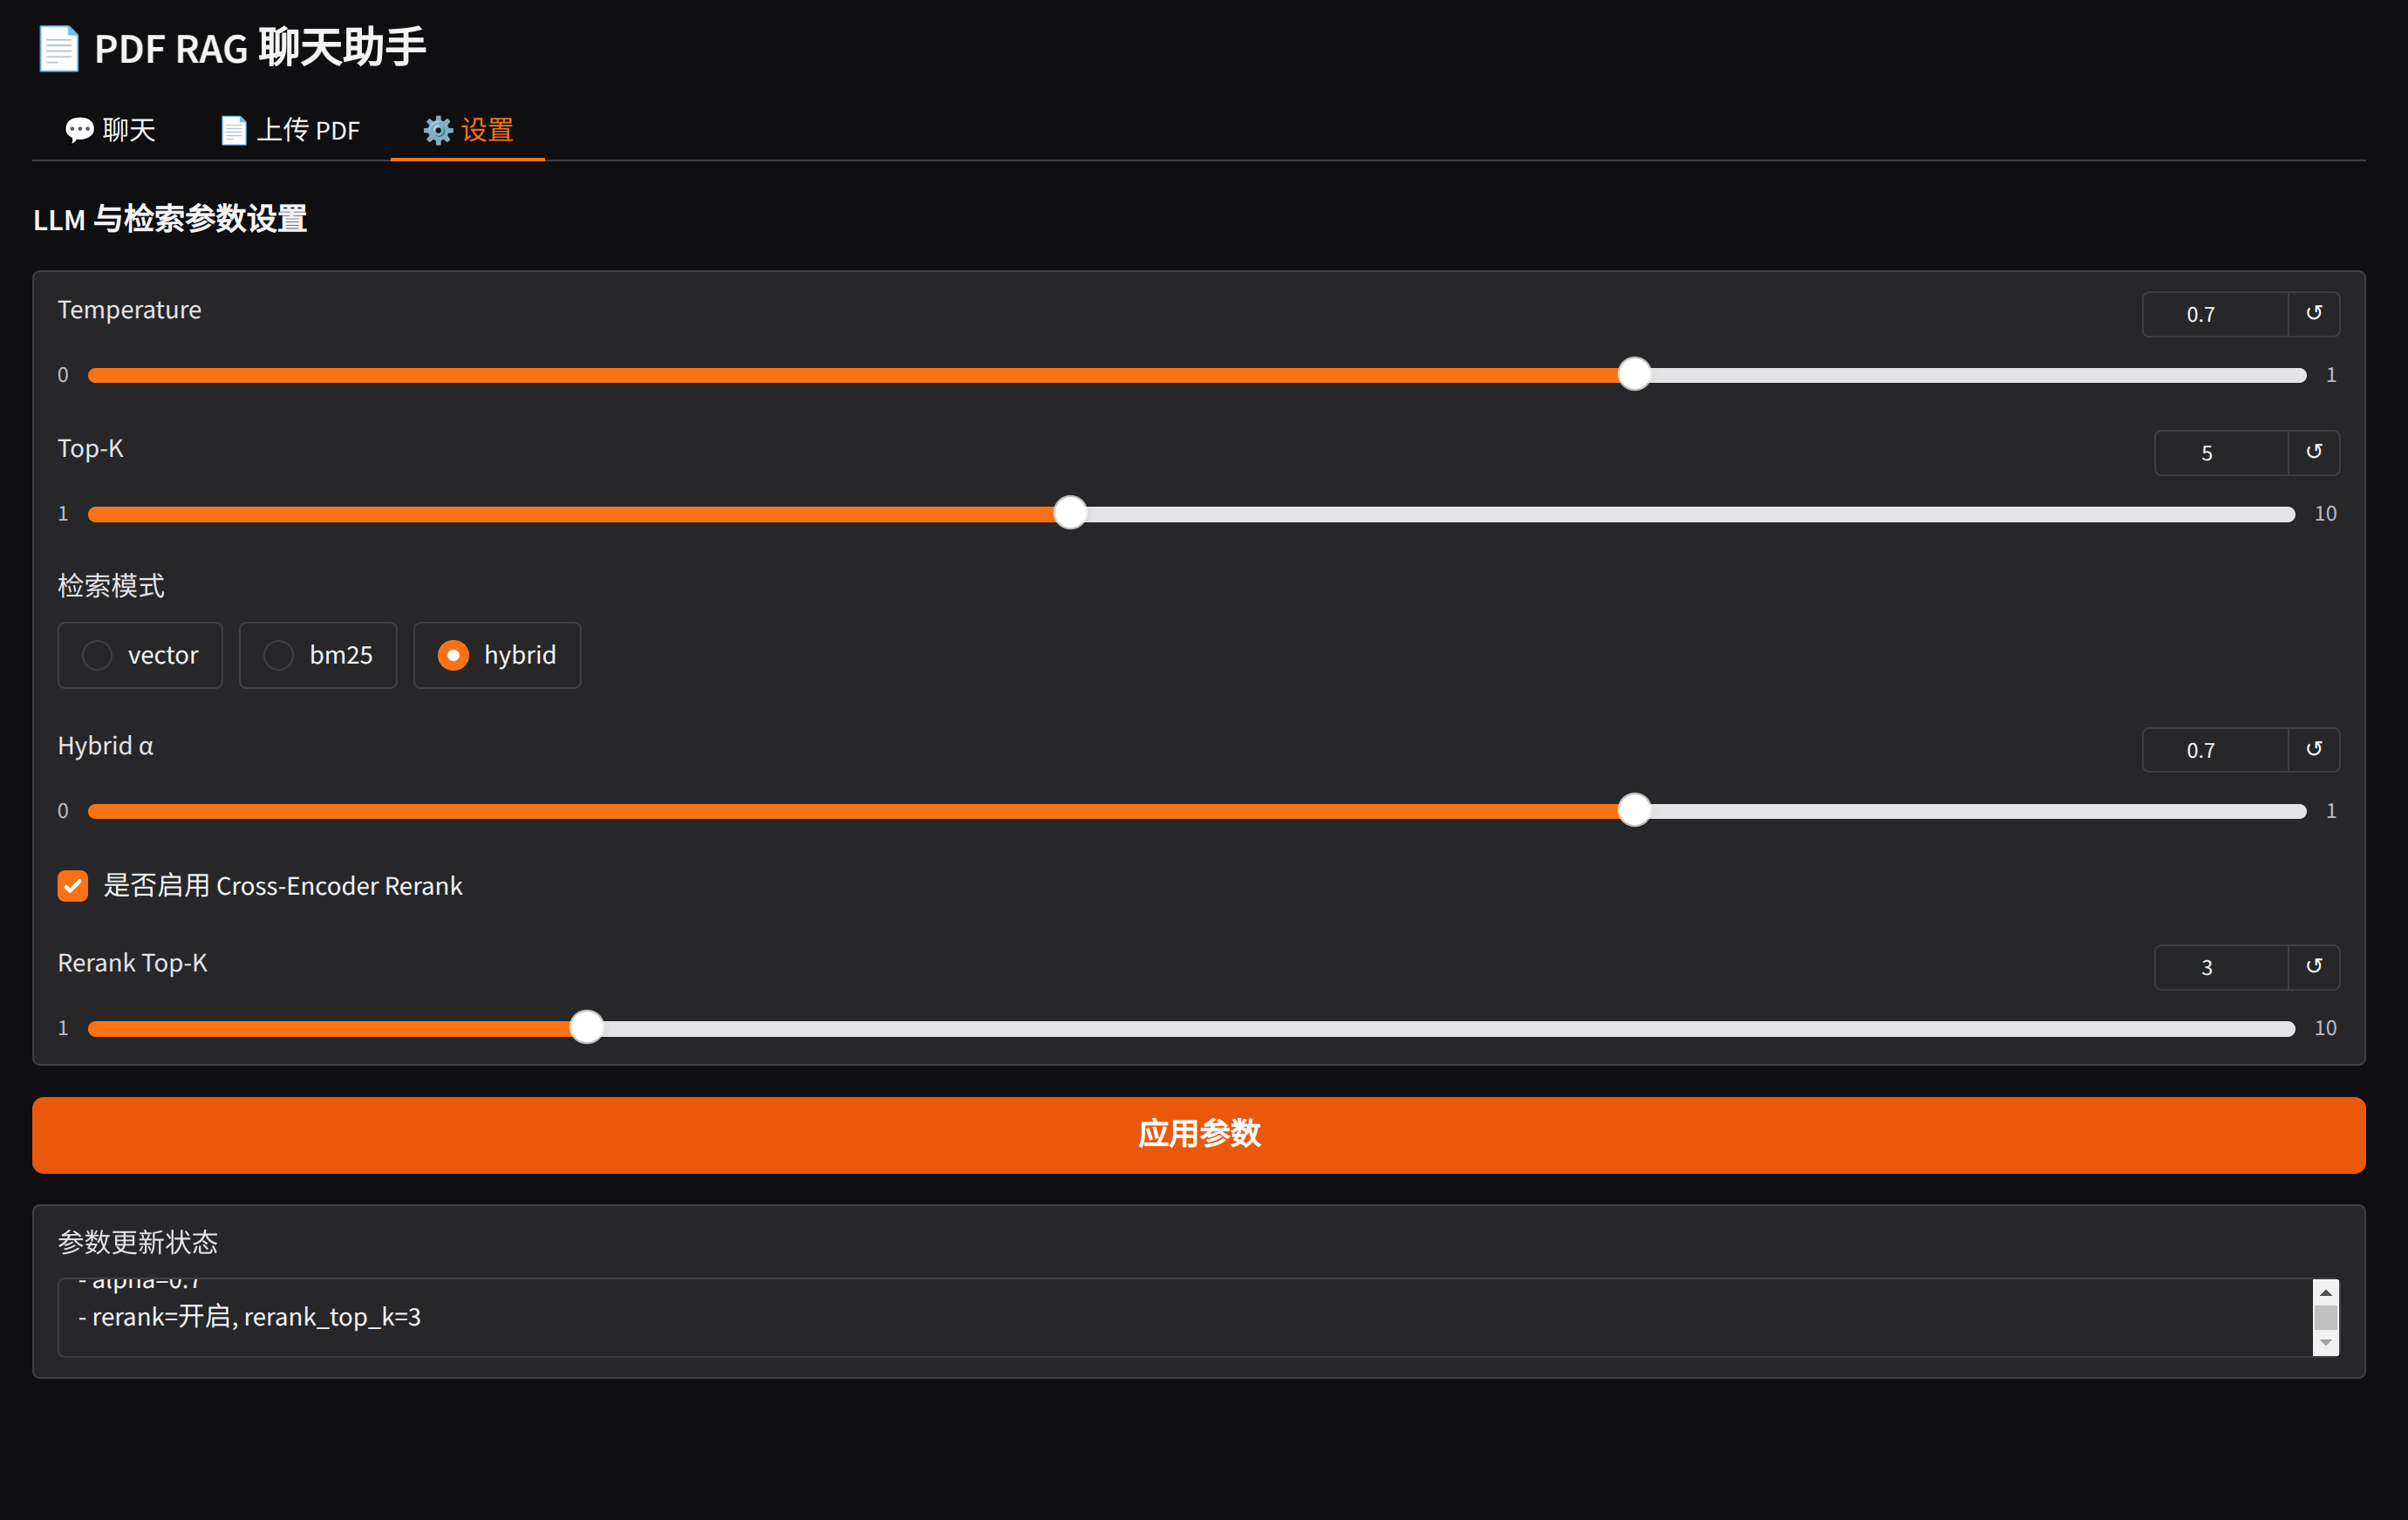 📄 PDF RAG 聊天助手
💬 聊天 📄 上传 PDF ⚙️ 设置
LLM 与检索参数设置
Temperature 0.7 ↺
0 1
Top-K 5 ↺
1 10
检索模式
vector bm25 hybrid
Hybrid α 0.7 ↺
0 1
是否启用 Cross-Encoder Rerank
Rerank Top-K 3 ↺
1 10
应用参数
参数更新状态
- alpha=0.7
- rerank=开启, rerank_top_k=3